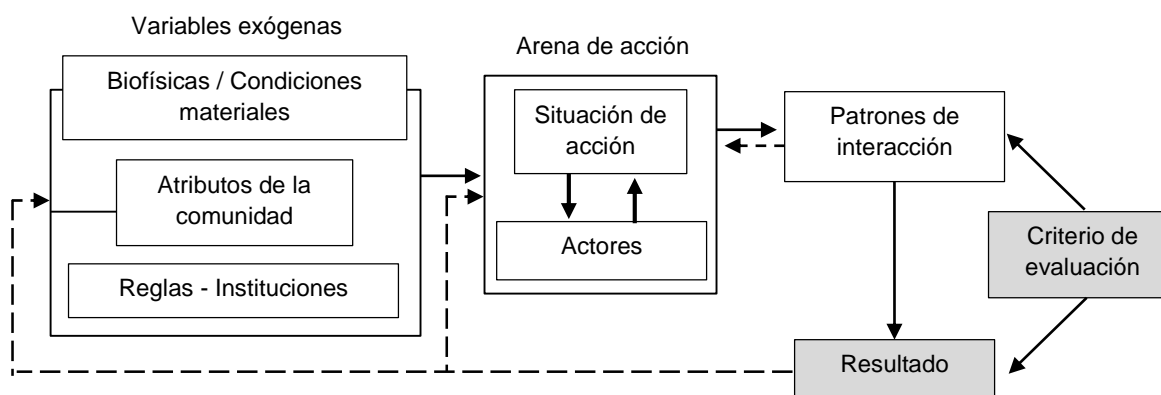 Variables exógenas
Biofísicas / Condiciones
materiales
Atributos de la
comunidad
Reglas - Instituciones
Arena de acción
Situación de
acción
Actores
Patrones de
interacción
Criterio de
evaluación
Resultado